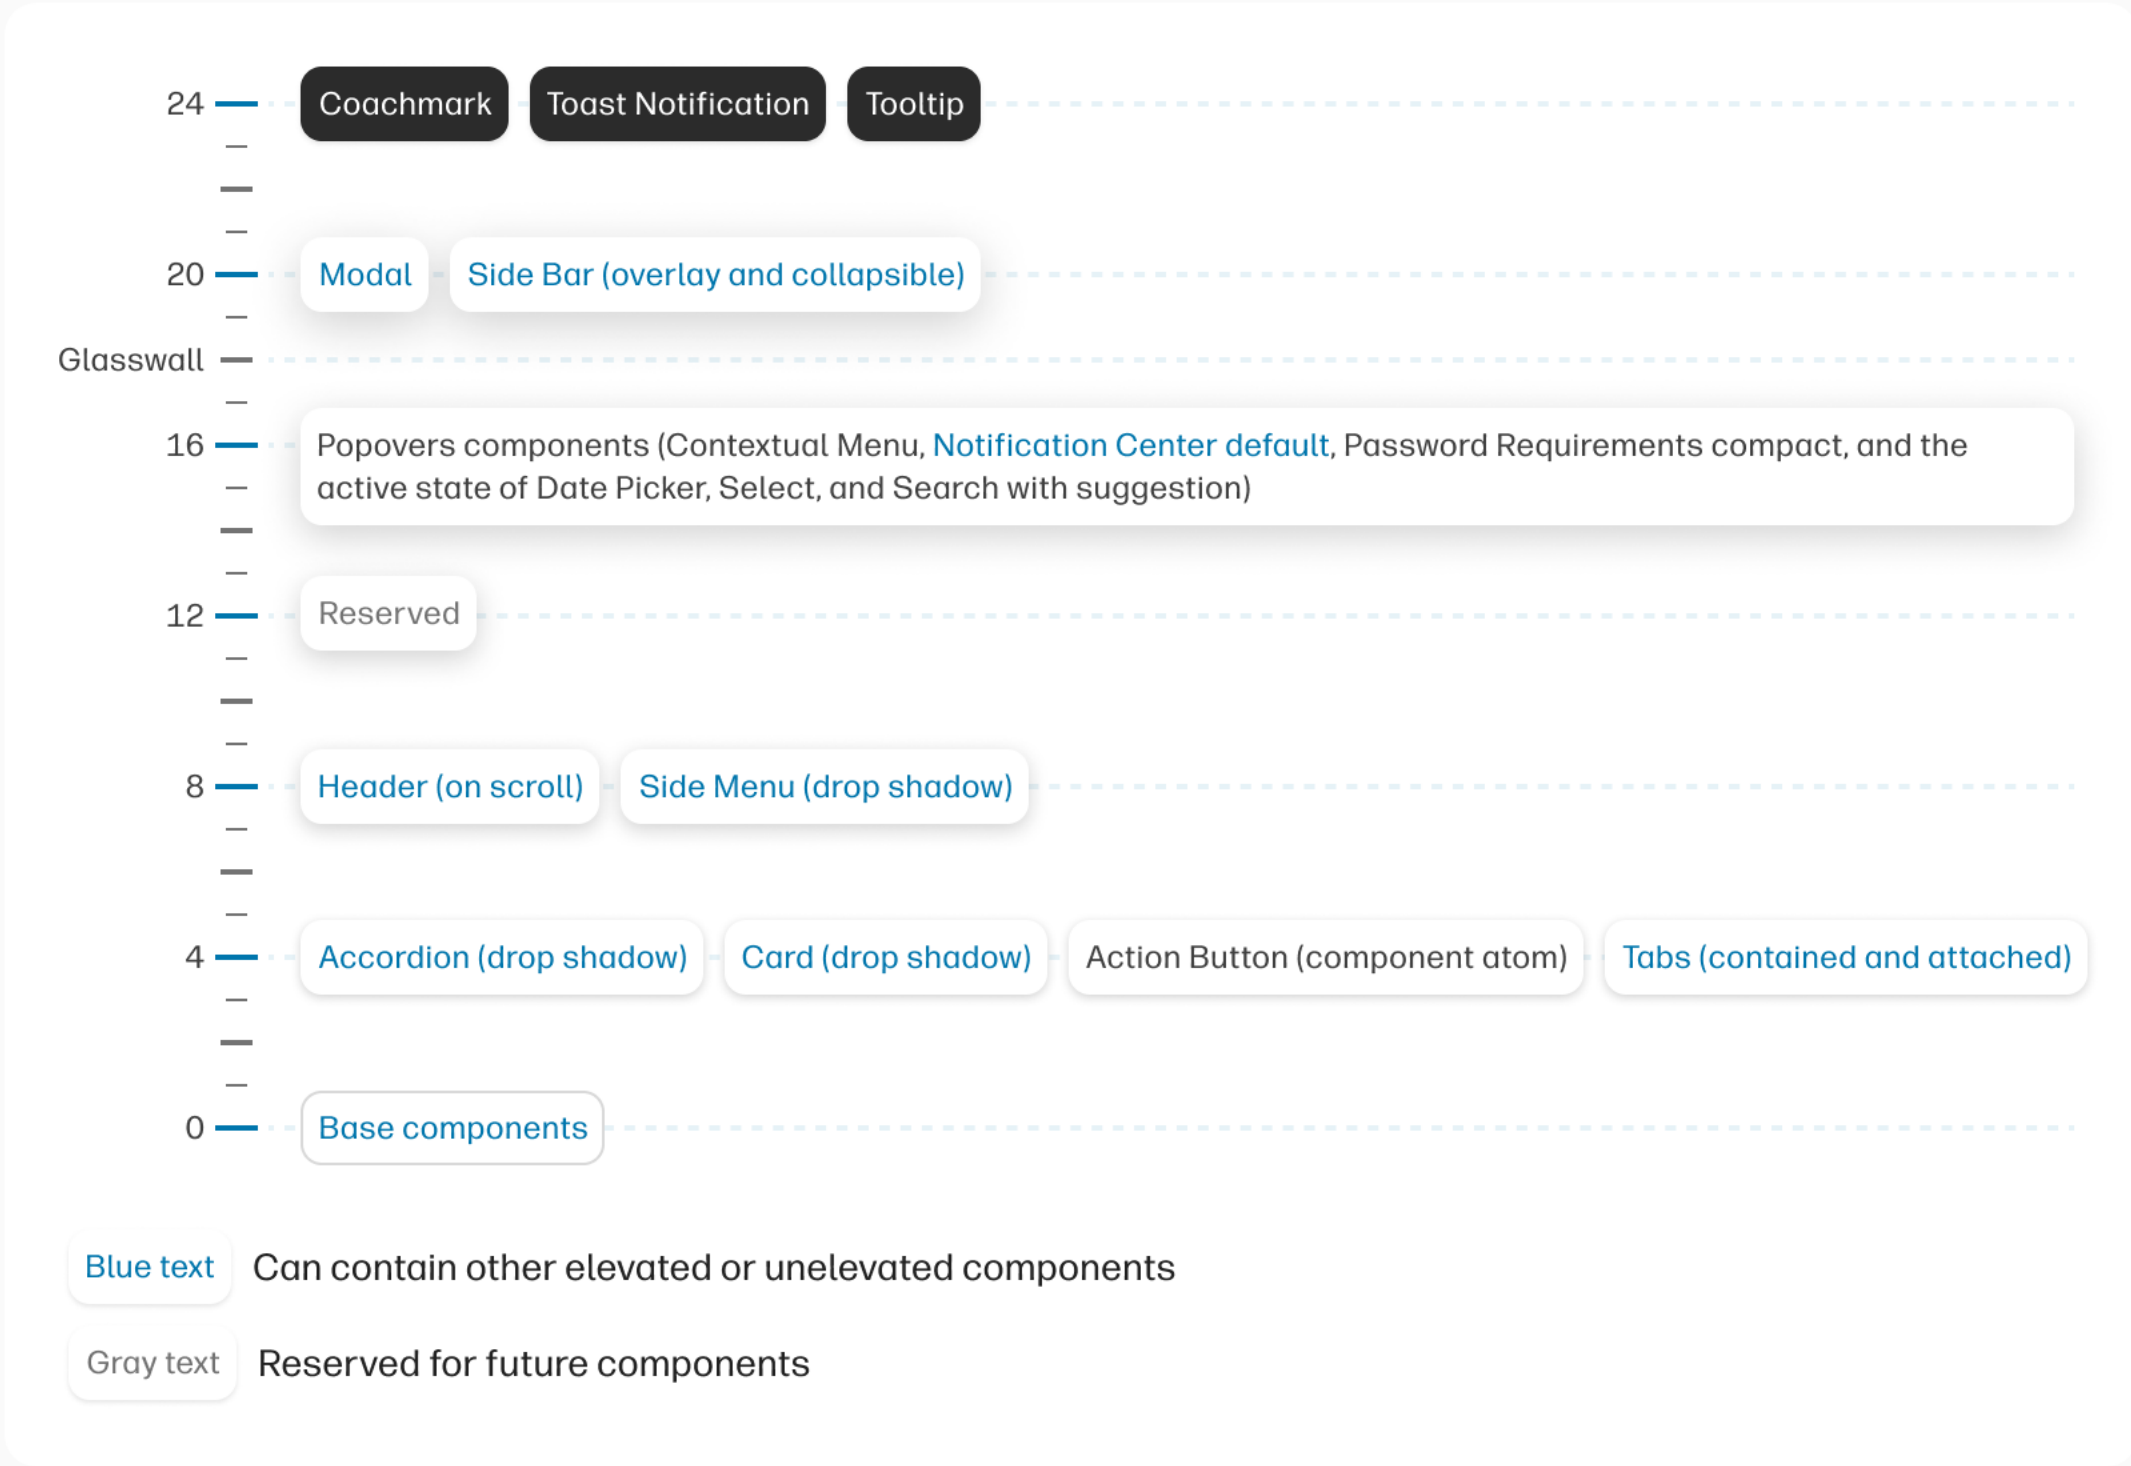 24 Coachmark Toast Notification Tooltip
20 Modal Side Bar (overlay and collapsible)
Glasswall
16 Popovers components (Contextual Menu, Notification Center default, Password Requirements compact, and the
active state of Date Picker, Select, and Search with suggestion)
12 Reserved
8 Header (on scroll) Side Menu (drop shadow)
4 Accordion (drop shadow) Card (drop shadow) Action Button (component atom) Tabs (contained and attached)
0 Base components
Blue text Can contain other elevated or unelevated components
Gray text Reserved for future components